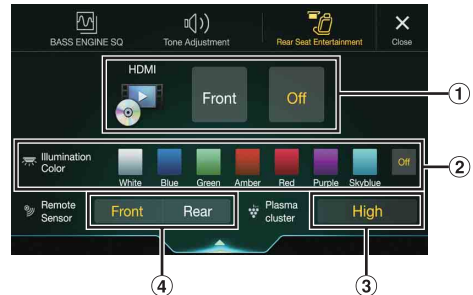 BASS ENGINE SQ
Tone Adjustment
Rear Seat Entertainment
Close
HDMI
Front
Off
1
Illumination
Color
White
Blue
Green
Amber
Red
Purple
Skyblue
Off
2
Remote
Sensor
Front
Rear
Plasma
cluster
High
4
3